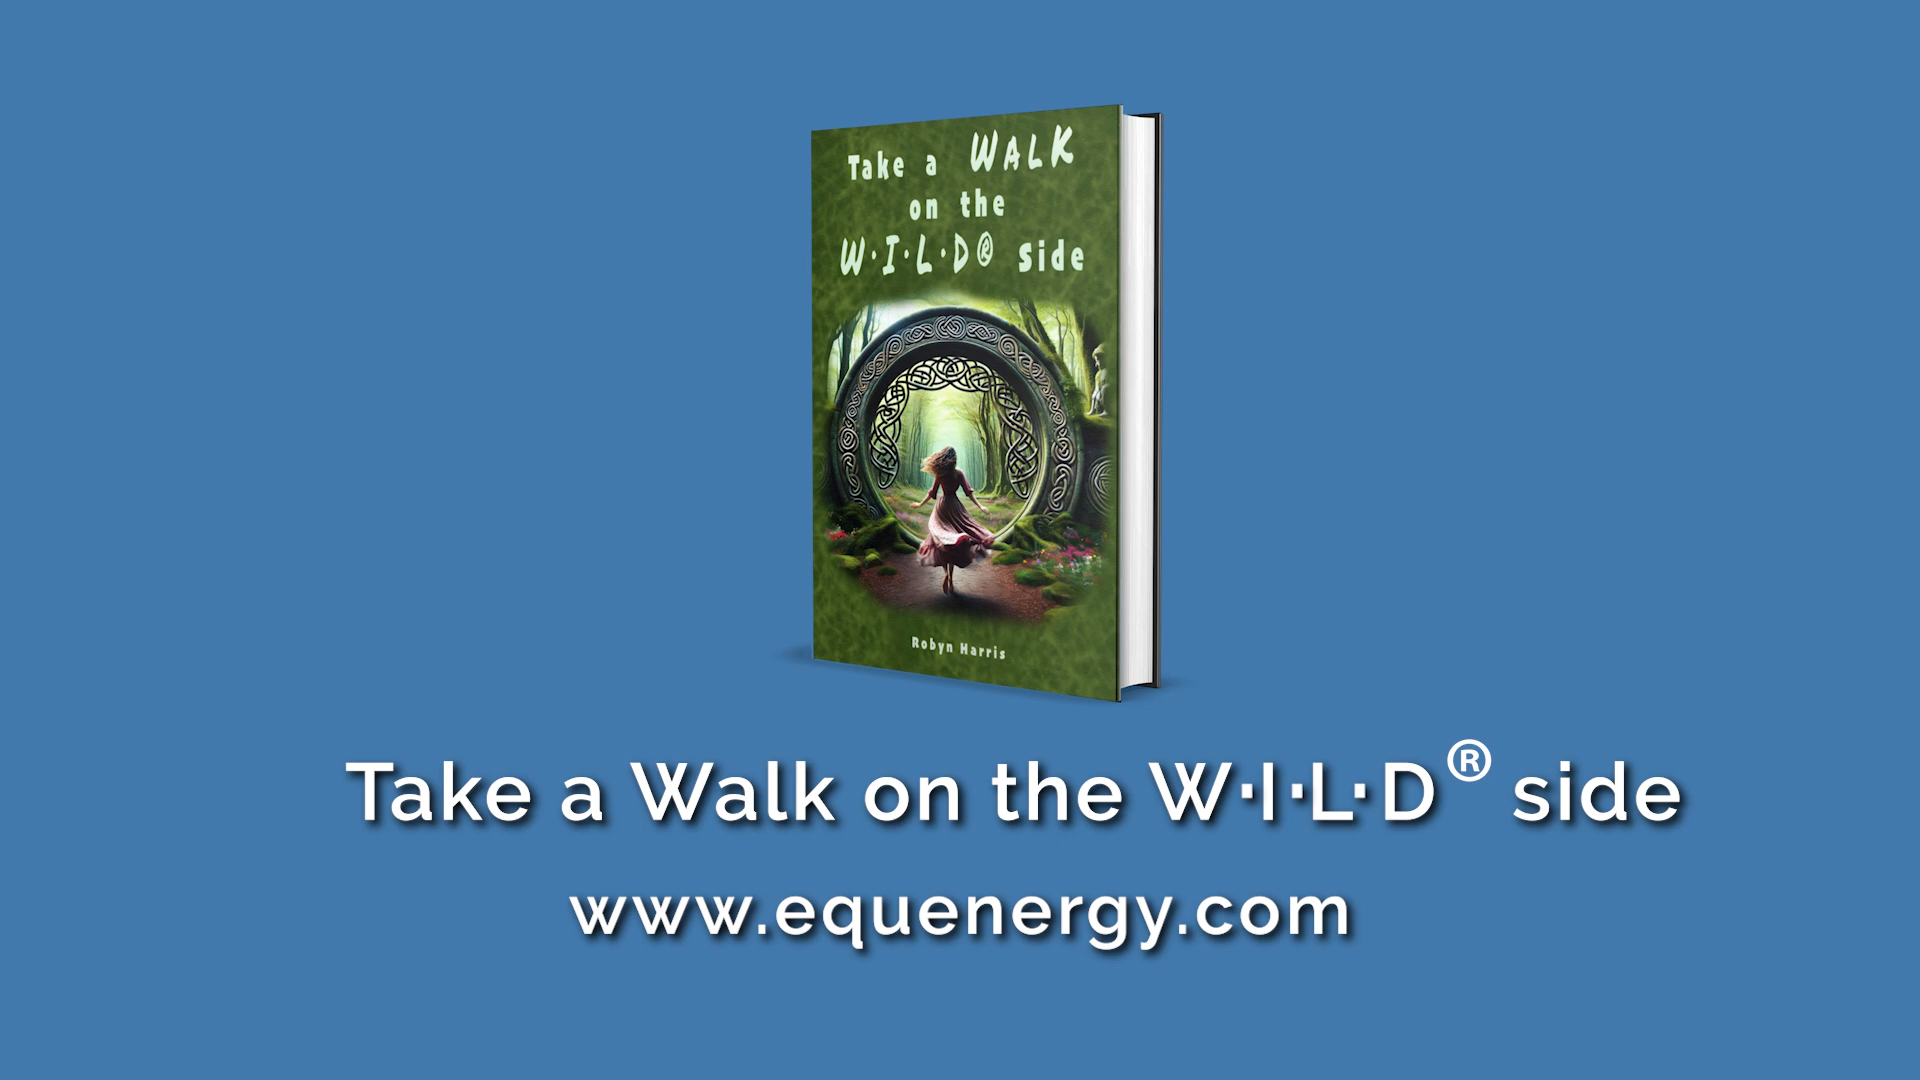 Take a WALK
on the
W·I·L·D® Side
Robyn Harris
Take a Walk on the W·I·L·D® side
www.equenergy.com